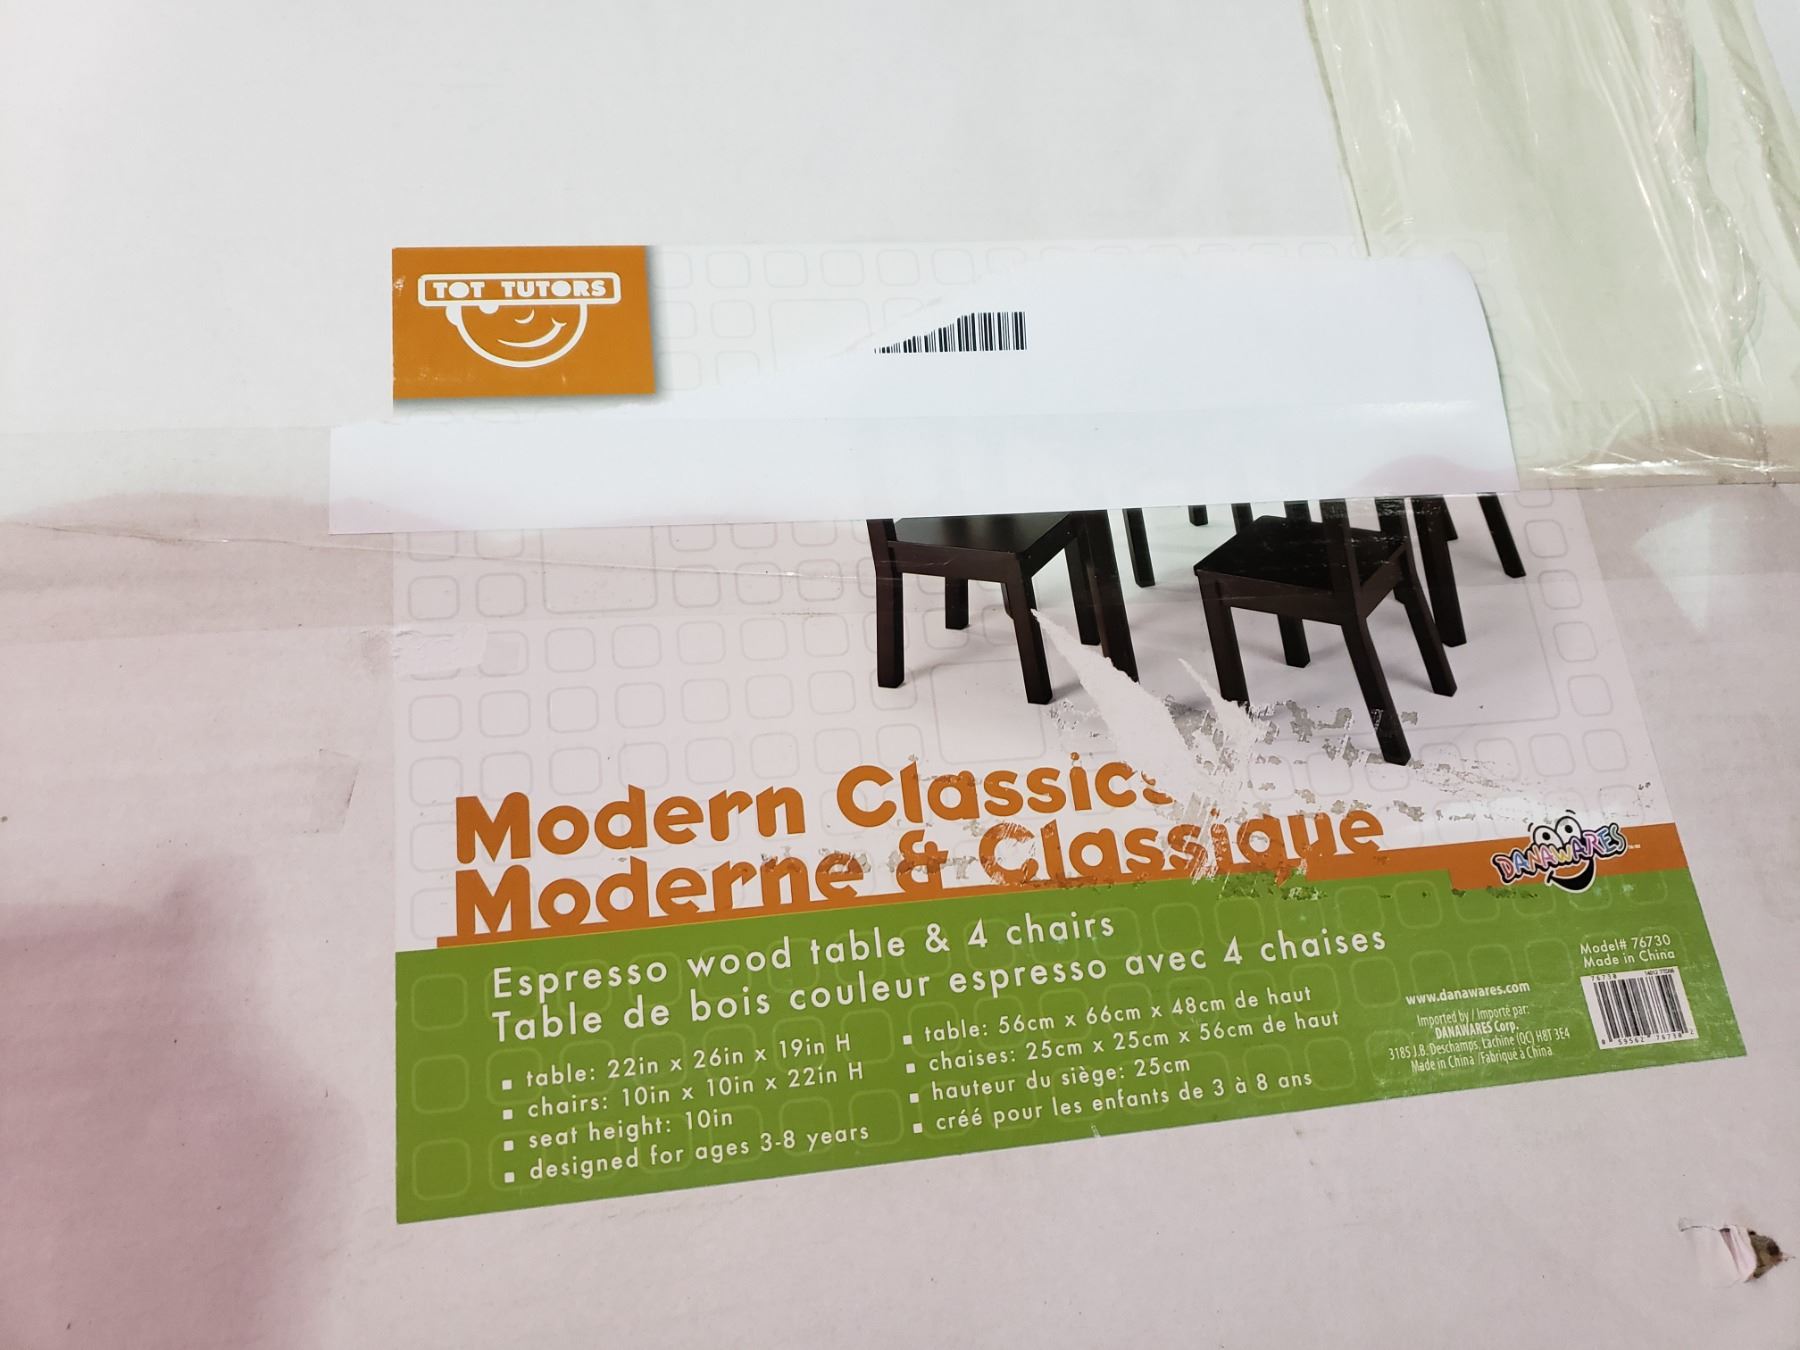 TOT TUTORS
Modern Classics
Moderne & Classique
DANAWARES
Espresso wood table & 4 chairs
Table de bois couleur espresso avec 4 chaises
▪ table: 22in x 26in x 19in H
▪ chairs: 10in x 10in x 22in H
▪ seat height: 10in
▪ designed for ages 3-8 years
▪ table: 56cm x 66cm x 48cm de haut
▪ chaises: 25cm x 25cm x 56cm de haut
▪ hauteur du siège: 25cm
▪ créé pour les enfants de 3 à 8 ans
www.danawares.com
Imported by / Importé par:
DANAWARES Corp.
3185 J.B. Deschamps, Lachine (QC) H8T 3E4
Made in China / Fabriqué à China
Model# 76730
Made in China
76730